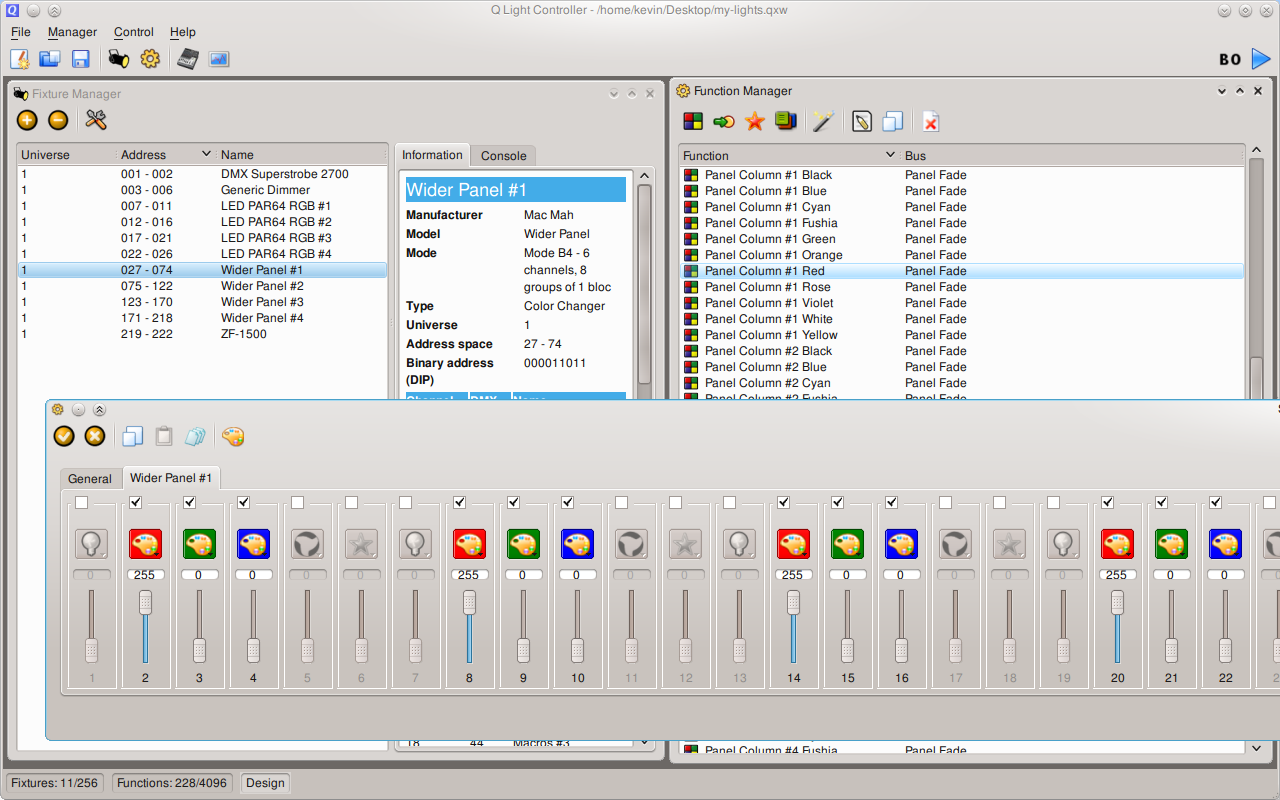 Q Light Controller - /home/kevin/Desktop/my-lights.qxw
File Manager Control Help
BO
Fixture Manager
Universe Address Name
1 001 - 002 DMX Superstrobe 2700
1 003 - 006 Generic Dimmer
1 007 - 011 LED PAR64 RGB #1
1 012 - 016 LED PAR64 RGB #2
1 017 - 021 LED PAR64 RGB #3
1 022 - 026 LED PAR64 RGB #4
1 027 - 074 Wider Panel #1
1 075 - 122 Wider Panel #2
1 123 - 170 Wider Panel #3
1 171 - 218 Wider Panel #4
1 219 - 222 ZF-1500
Information Console
Wider Panel #1
Manufacturer Mac Mah
Model Wider Panel
Mode Mode B4 - 6
channels, 8
groups of 1 bloc
Type Color Changer
Universe 1
Address space 27 - 74
Binary address 000011011
(DIP)
Channel DMX Name
18 44 Macros #3
Function Manager
Function Bus
Panel Column #1 Black Panel Fade
Panel Column #1 Blue Panel Fade
Panel Column #1 Cyan Panel Fade
Panel Column #1 Fushia Panel Fade
Panel Column #1 Green Panel Fade
Panel Column #1 Orange Panel Fade
Panel Column #1 Red Panel Fade
Panel Column #1 Rose Panel Fade
Panel Column #1 Violet Panel Fade
Panel Column #1 White Panel Fade
Panel Column #1 Yellow Panel Fade
Panel Column #2 Black Panel Fade
Panel Column #2 Blue Panel Fade
Panel Column #2 Cyan Panel Fade
Panel Column #2 Fushia Panel Fade
Panel Column #4 Fushia Panel Fade
General Wider Panel #1
0 255 0 0 0 0 0 255 0 0 0 0 0 255 0 0 0 0 0 255 0 0
1 2 3 4 5 6 7 8 9 10 11 12 13 14 15 16 17 18 19 20 21 22
Fixtures: 11/256 Functions: 228/4096 Design